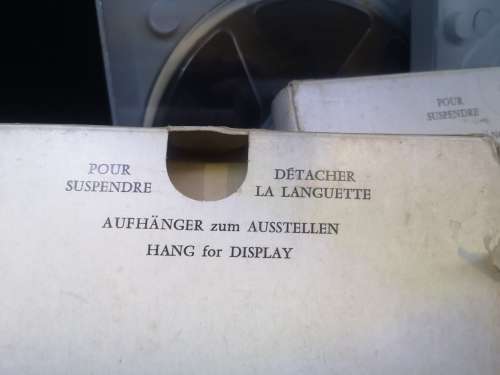 POUR
SUSPENDRE
POUR
SUSPENDRE
DÉTACHER
LA LANGUETTE
AUFHÄNGER zum AUSSTELLEN
HANG for DISPLAY